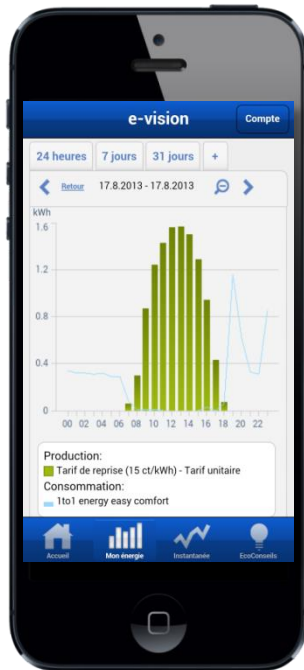 e-vision
Compte
24 heures 7 jours 31 jours +
Retour 17.8.2013 - 17.8.2013
kWh
1.6
1.2
0.8
0.4
0
00 02 04 06 08 10 12 14 16 18 20 22
Production:
Tarif de reprise (15 ct/kWh) - Tarif unitaire
Consommation:
1to1 energy easy comfort
Accueil Mon énergie Instantanée EcoConseils